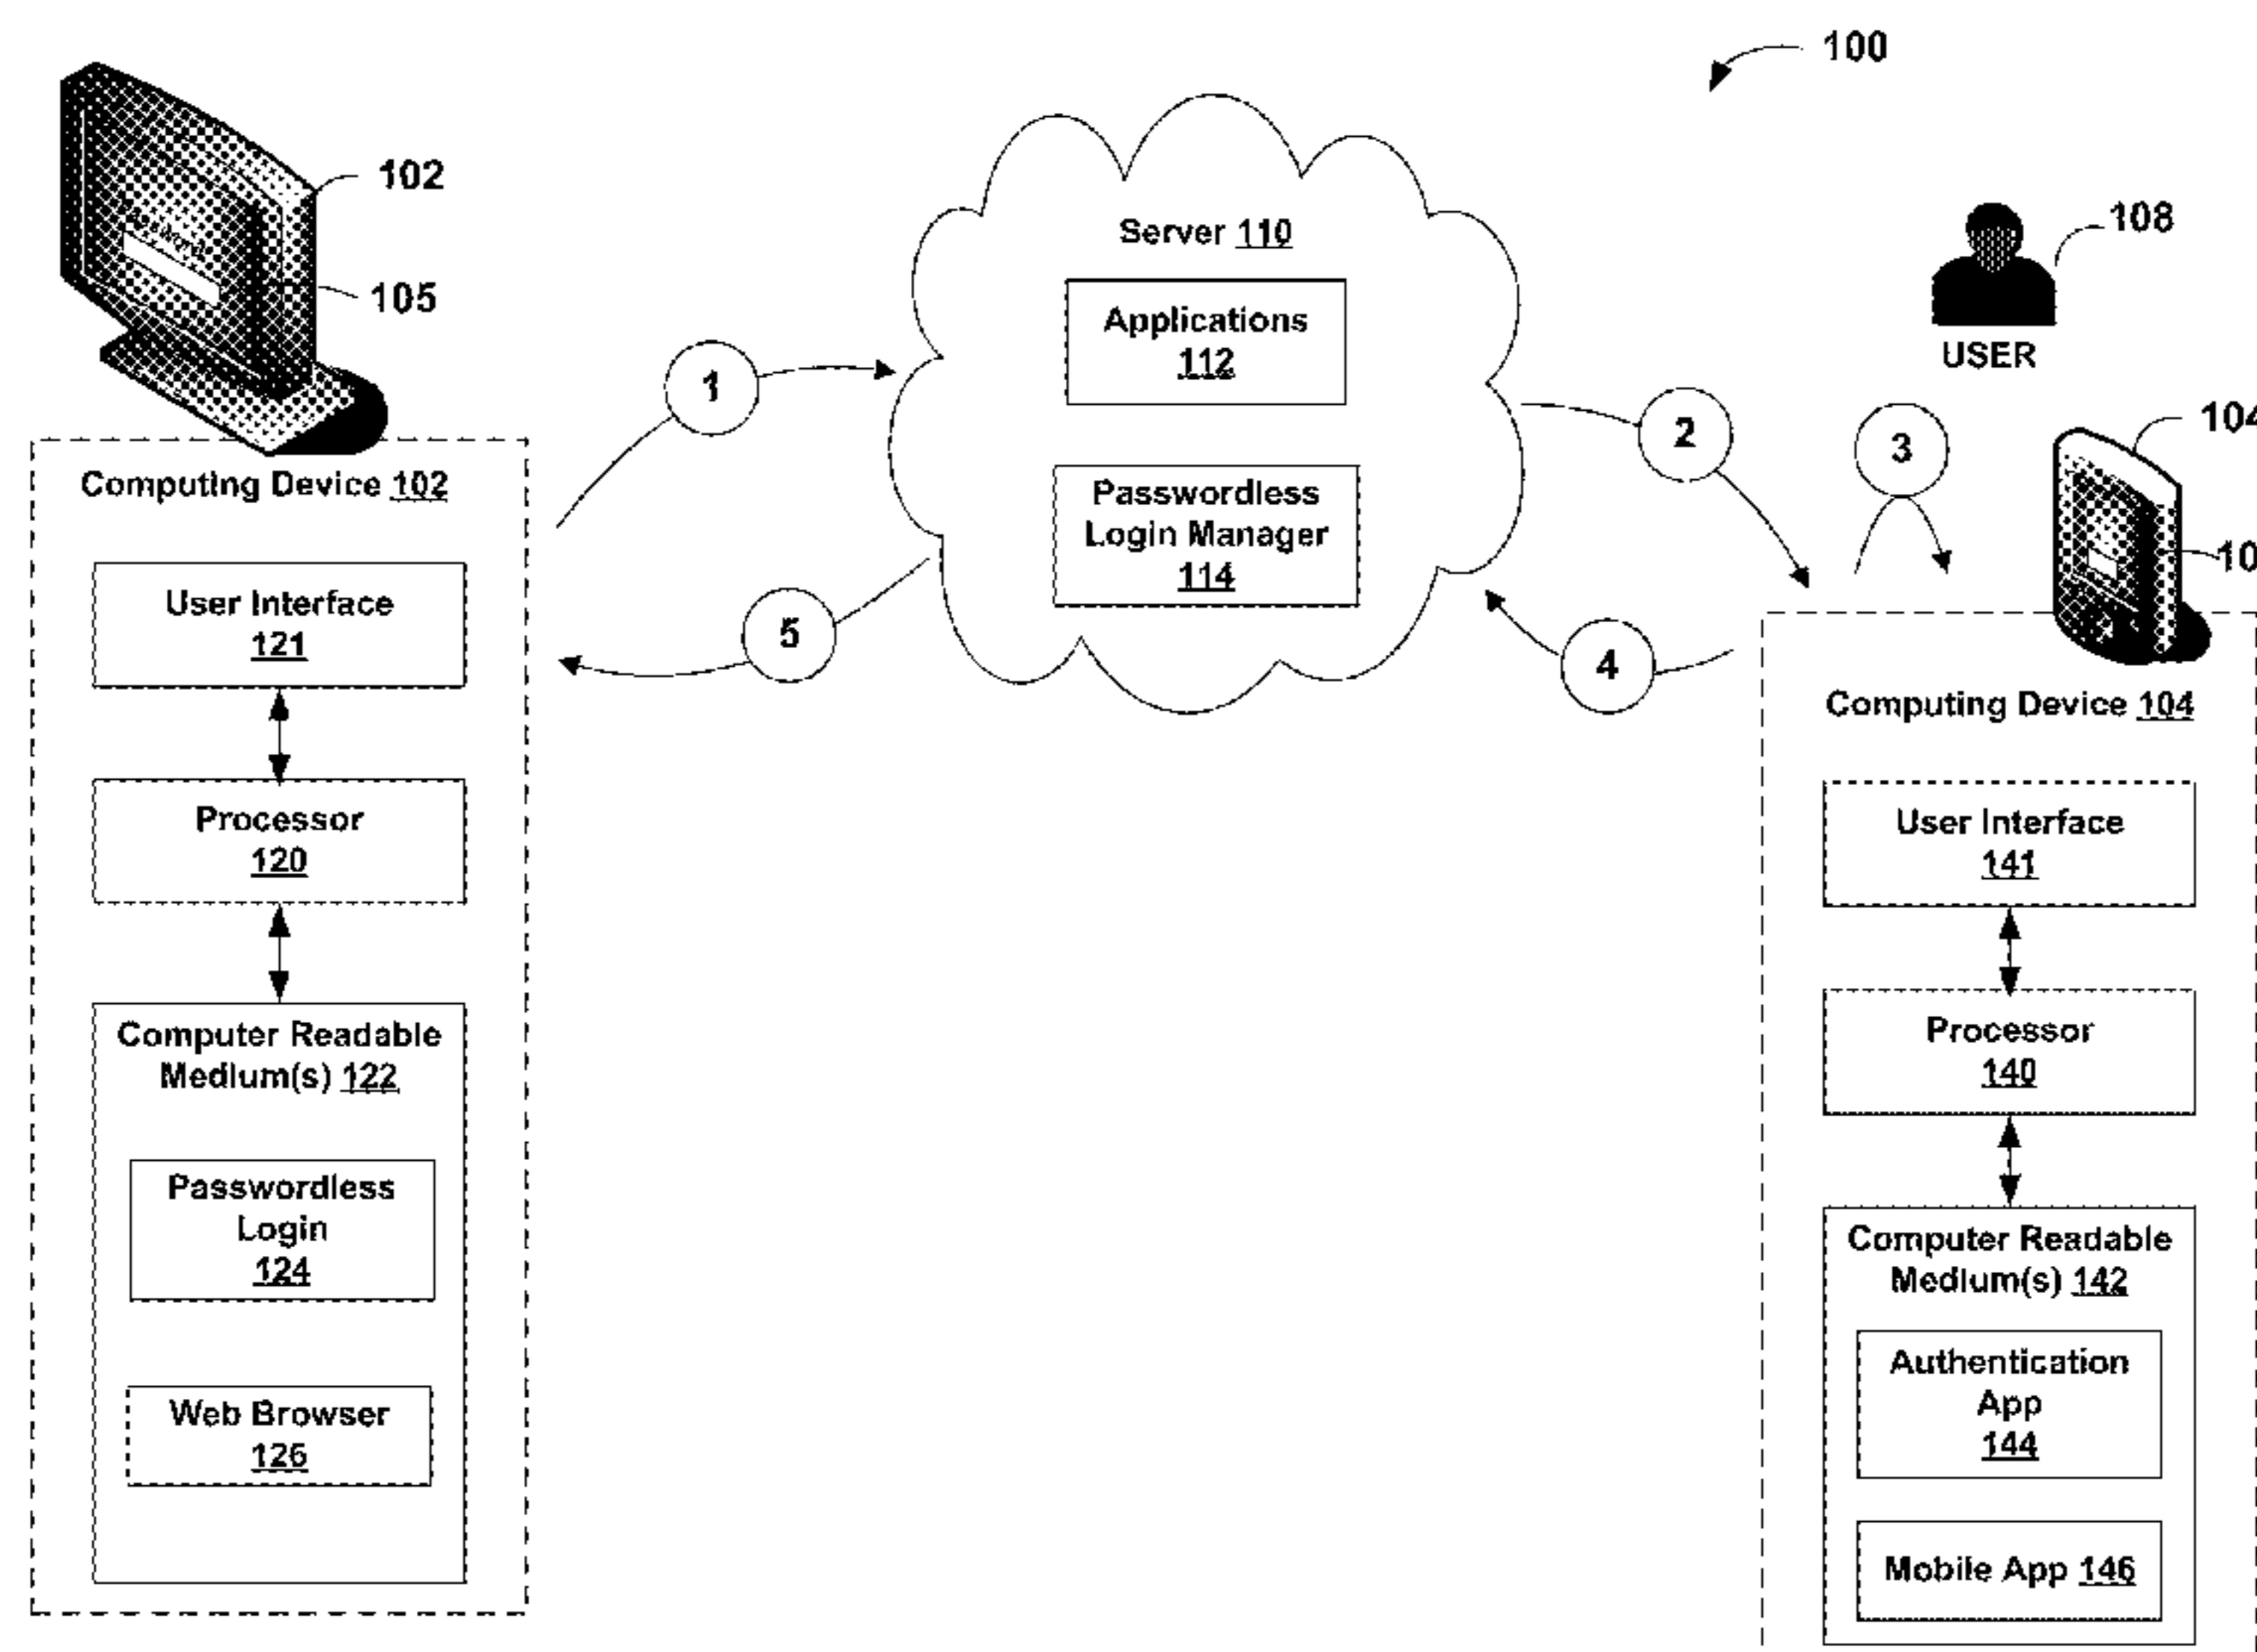 100
102
105
Server 110
Applications
112
Passwordless
Login Manager
114
108
USER
104
1
2
3
4
5
Computing Device 102
User Interface
121
Processor
120
Computer Readable
Medium(s) 122
Passwordless
Login
124
Web Browser
126
Computing Device 104
User Interface
141
Processor
140
Computer Readable
Medium(s) 142
Authentication
App
144
Mobile App 146